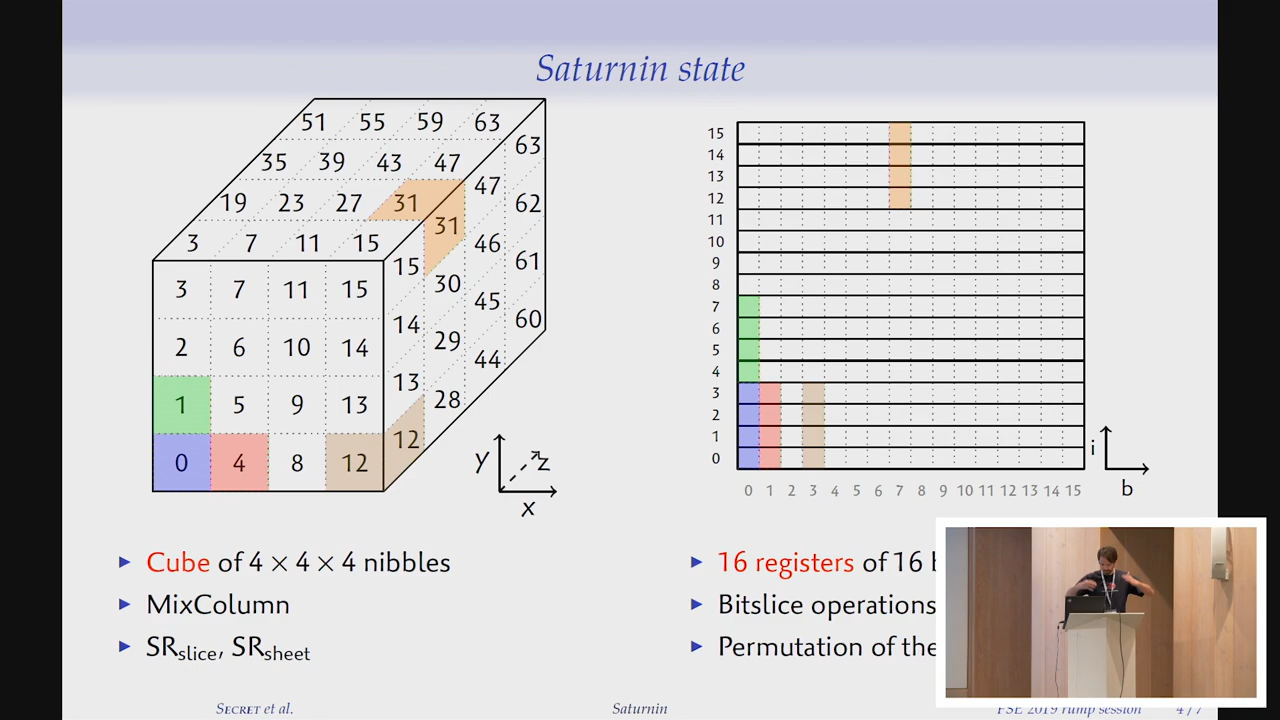 Saturnin state
51 55 59 63
35 39 43 47
19 23 27 31
3 7 11 15
3 7 11 15
2 6 10 14
1 5 9 13
0 4 8 12
63
47 62
31 46 61
15 30 45 60
14 29 44
13 28
12
y z
x
15
14
13
12
11
10
9
8
7
6
5
4
3
2
1
0
0 1 2 3 4 5 6 7 8 9 10 11 12 13 14 15
i
b
▶ Cube of 4 × 4 × 4 nibbles
▶ MixColumn
▶ SRslice, SRsheet
▶ 16 registers of 16
▶ Bitslice operations
▶ Permutation of the
SECRET et al. Saturnin FSE 2019 rump session 4 / 7